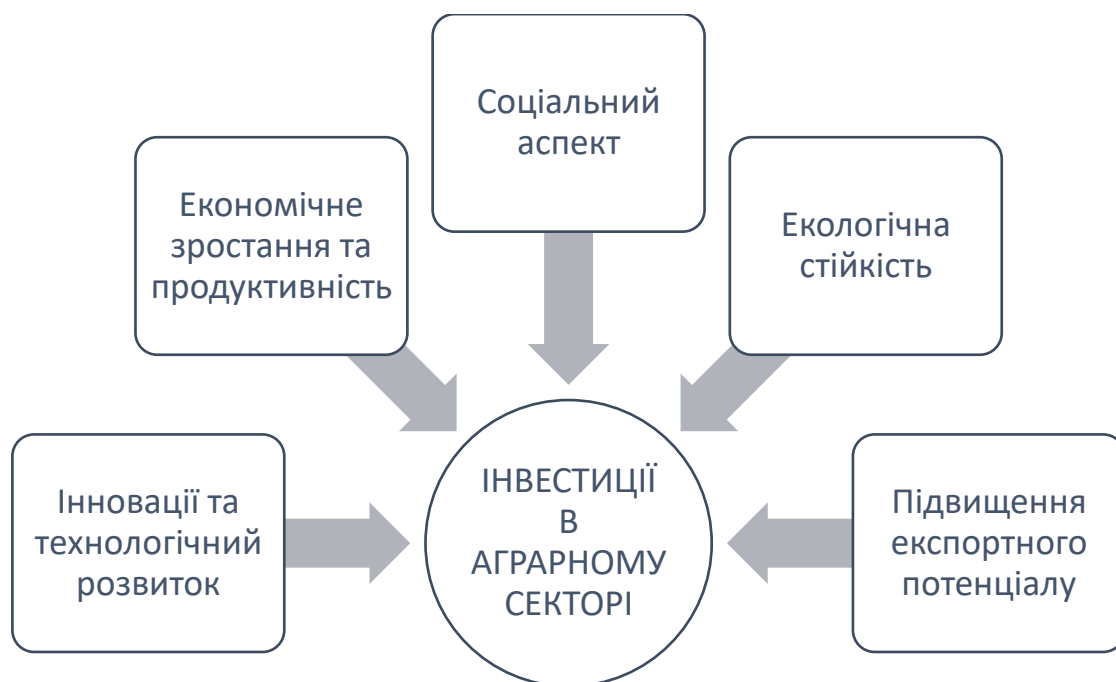 Соціальний
аспект
Економічне
зростання та
продуктивність
Екологічна
стійкість
Інновації та
технологічний
розвиток
ІНВЕСТИЦІЇ
В
АГРАРНОМУ
СЕКТОРІ
Підвищення
експортного
потенціалу